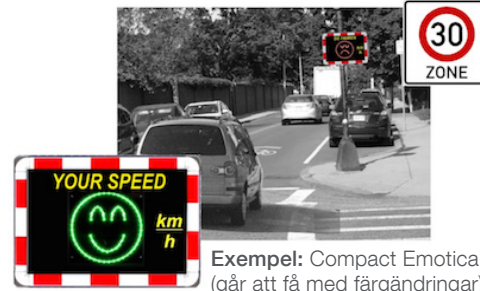 30
ZONE
YOUR SPEED
km
h
Exempel: Compact Emotica
(går att få med färgändringar)